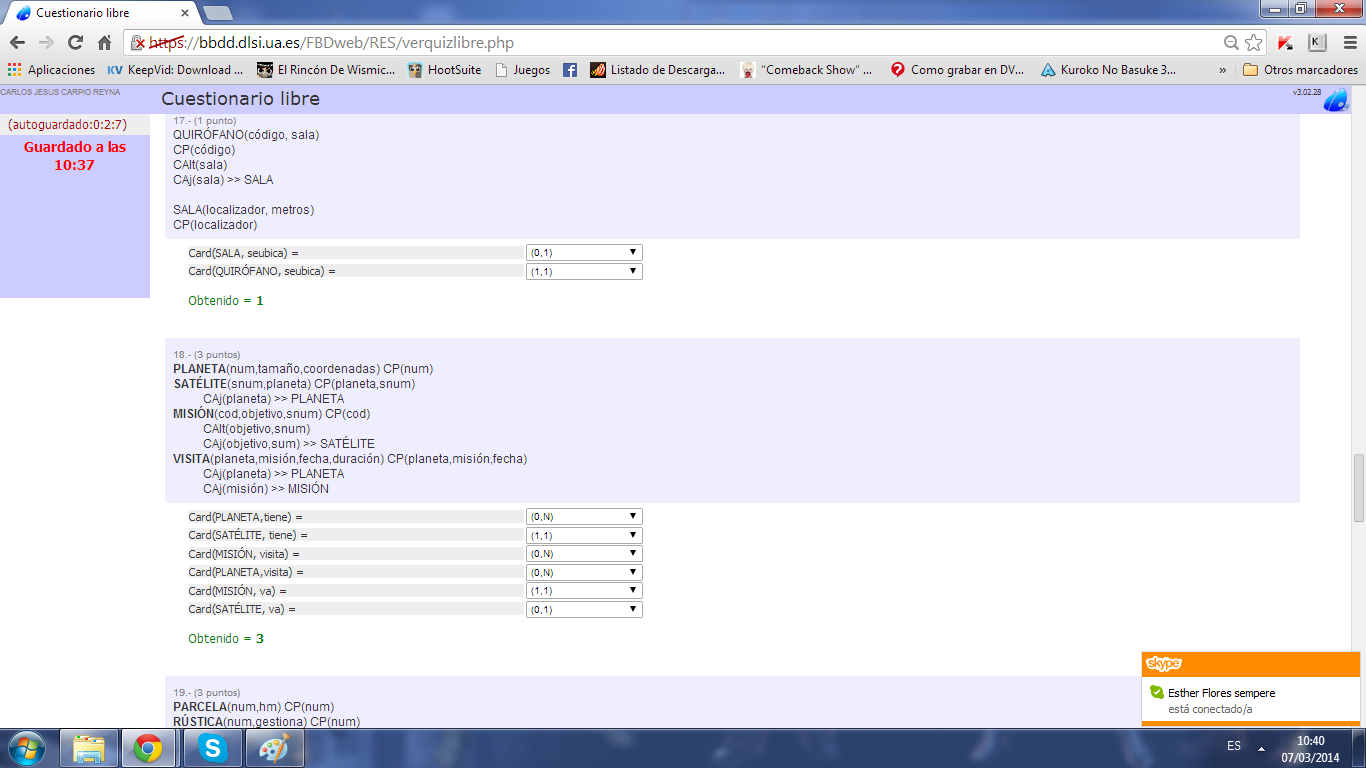 Cuestionario libre
https://bbdd.dlsi.ua.es/FBDweb/RES/verquizlibre.php
Aplicaciones
KV KeepVid: Download ...
El Rincón De Wismic...
HootSuite
Juegos
Listado de Descarga...
"Comeback Show" ...
Como grabar en DV...
Kuroko No Basuke 3...
»
Otros marcadores
CARLOS JESUS CARPIO REYNA
Cuestionario libre
v3.02.28
(autoguardado:0:2:7)
Guardado a las
10:37
17.- (1 punto)
QUIRÓFANO(código, sala)
CP(código)
CAlt(sala)
CAj(sala) >> SALA
SALA(localizador, metros)
CP(localizador)
Card(SALA, seubica) = (0,1)
Card(QUIRÓFANO, seubica) = (1,1)
Obtenido = 1
18.- (3 puntos)
PLANETA(num,tamaño,coordenadas) CP(num)
SATÉLITE(snum,planeta) CP(planeta,snum)
CAj(planeta) >> PLANETA
MISIÓN(cod,objetivo,snum) CP(cod)
CAlt(objetivo,snum)
CAj(objetivo,sum) >> SATÉLITE
VISITA(planeta,misión,fecha,duración) CP(planeta,misión,fecha)
CAj(planeta) >> PLANETA
CAj(misión) >> MISIÓN
Card(PLANETA,tiene) = (0,N)
Card(SATÉLITE, tiene) = (1,1)
Card(MISIÓN, visita) = (0,N)
Card(PLANETA,visita) = (0,N)
Card(MISIÓN, va) = (1,1)
Card(SATÉLITE, va) = (0,1)
Obtenido = 3
19.- (3 puntos)
PARCELA(num,hm) CP(num)
RÚSTICA(num,gestiona) CP(num)
skype
Esther Flores sempere
está conectado/a
ES
10:40
07/03/2014